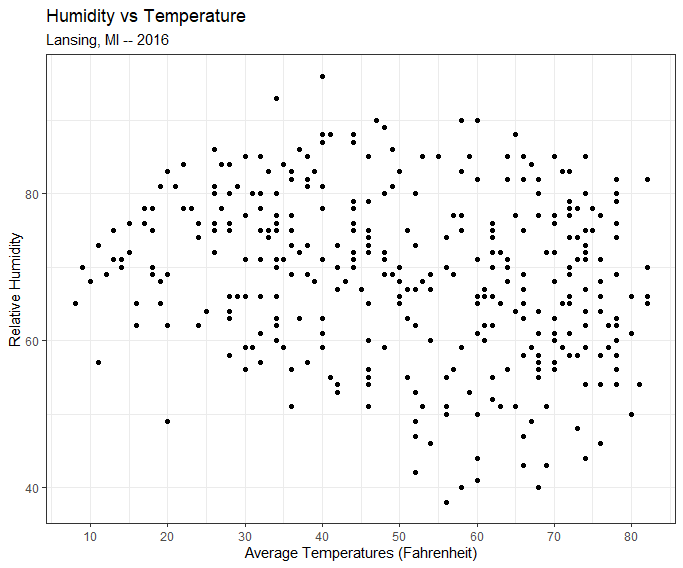 Humidity vs Temperature
Lansing, MI -- 2016
Relative Humidity
80
60
40
10 20 30 40 50 60 70 80
Average Temperatures (Fahrenheit)